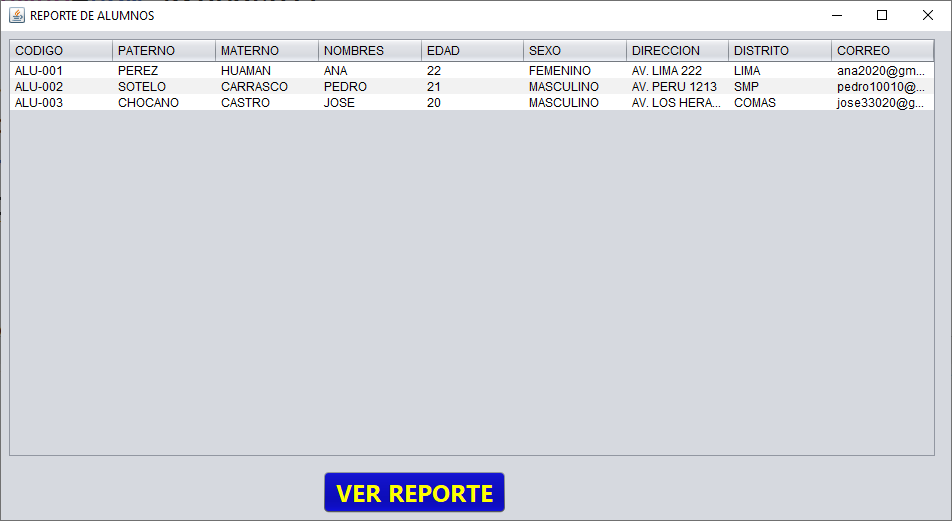 REPORTE DE ALUMNOS
CODIGO PATERNO MATERNO NOMBRES EDAD SEXO DIRECCION DISTRITO CORREO
ALU-001 PEREZ HUAMAN ANA 22 FEMENINO AV. LIMA 222 LIMA ana2020@gm...
ALU-002 SOTELO CARRASCO PEDRO 21 MASCULINO AV. PERU 1213 SMP pedro10010@...
ALU-003 CHOCANO CASTRO JOSE 20 MASCULINO AV. LOS HERA... COMAS jose33020@g...
VER REPORTE